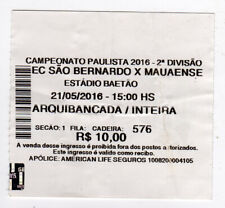 CAMPEONATO PAULISTA 2016 - 2ª DIVISÃO
EC SÃO BERNARDO X MAUAENSE
ESTÁDIO BAETÃO
21/05/2016 - 15:00 HS
ARQUIBANCADA / INTEIRA
SECÃO: 1 FILA: CADEIRA: 576
R$ 10,00
A venda desse ingresso é proibida fora dos postos autorizados.
Este ingresso é valido como recibo.
APÓLICE: AMERICAN LIFE SEGUROS 100820/004105